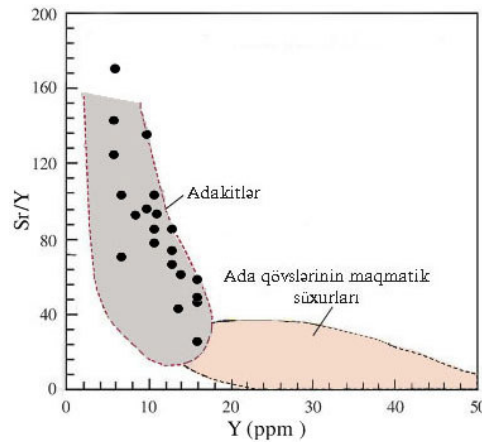 200
160
120
80
40
0
Sr/Y
Adakitlər
Ada qövslərinin maqmatik
süxurları
0 10 20 30 40 50
Y (ppm )